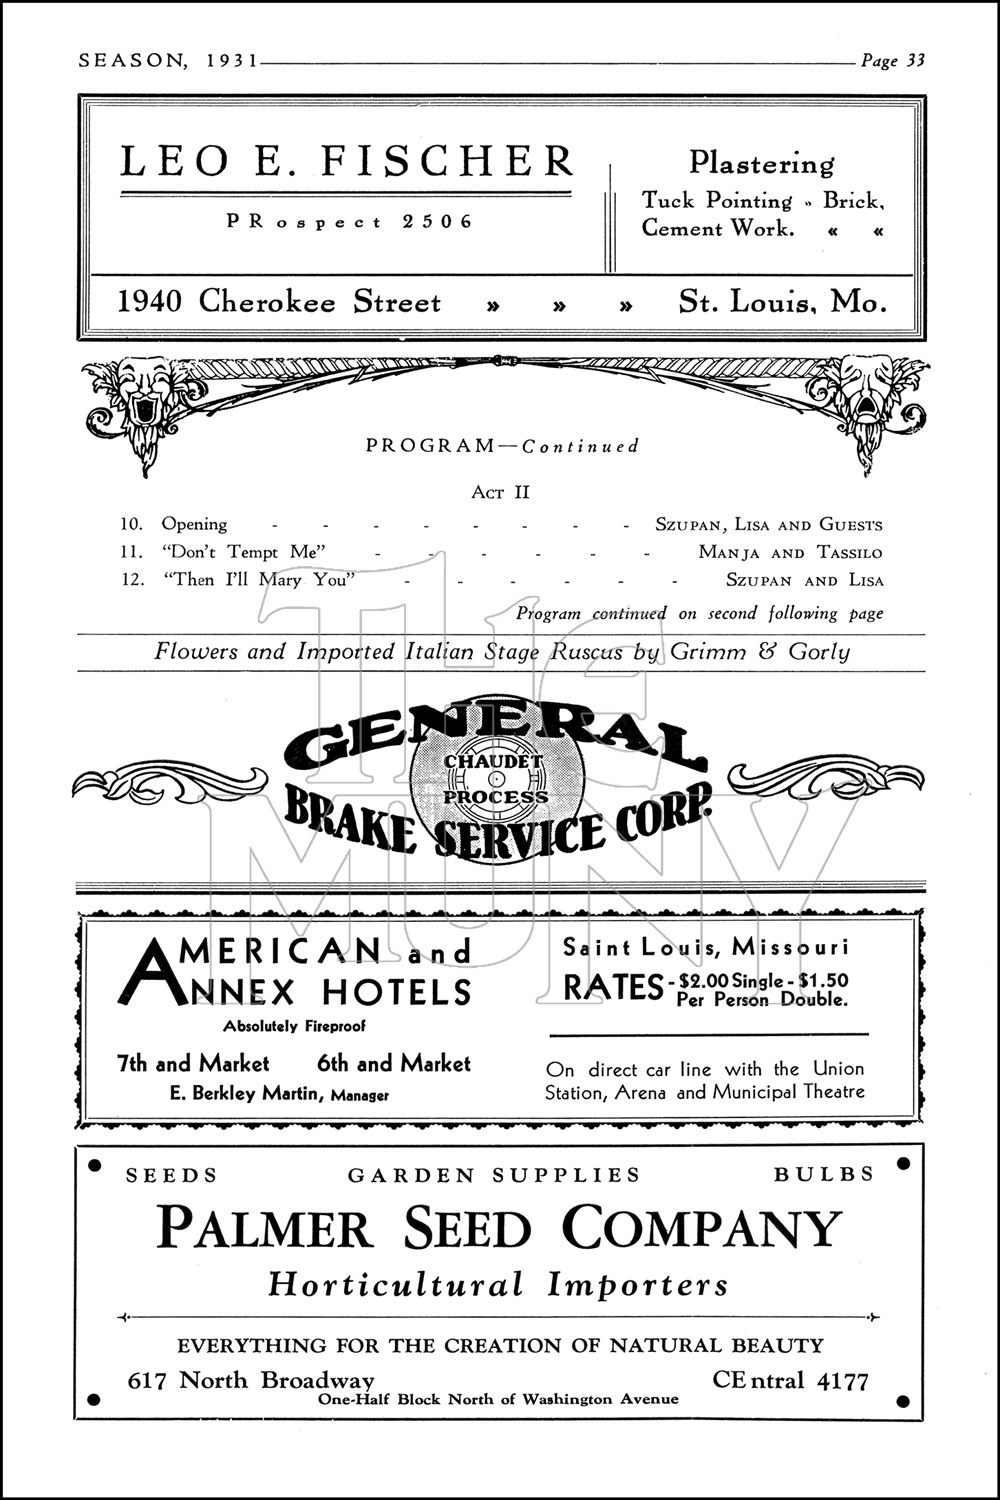 SEASON, 1931 Page 33
LEO E. FISCHER
PRospect 2506
Plastering
Tuck Pointing » Brick,
Cement Work. « «
1940 Cherokee Street » » » St. Louis, Mo.
PROGRAM—Continued
ACT II
10. Opening - - - - - - - - SZUPAN, LISA AND GUESTS
11. “Don't Tempt Me” - - - - - - MANJA AND TASSILO
12. “Then I'll Mary You” - - - - - - SZUPAN AND LISA
Program continued on second following page
Flowers and Imported Italian Stage Ruscus by Grimm & Gorly
GENERAL
CHAUDET
PROCESS
BRAKE SERVICE CORP.
THE
MUNY
AMERICAN and
ANNEX HOTELS
Absolutely Fireproof
7th and Market 6th and Market
E. Berkley Martin, Manager
Saint Louis, Missouri
RATES - $2.00 Single - $1.50
Per Person Double.
On direct car line with the Union
Station, Arena and Municipal Theatre
SEEDS GARDEN SUPPLIES BULBS
PALMER SEED COMPANY
Horticultural Importers
EVERYTHING FOR THE CREATION OF NATURAL BEAUTY
617 North Broadway CEntral 4177
One-Half Block North of Washington Avenue